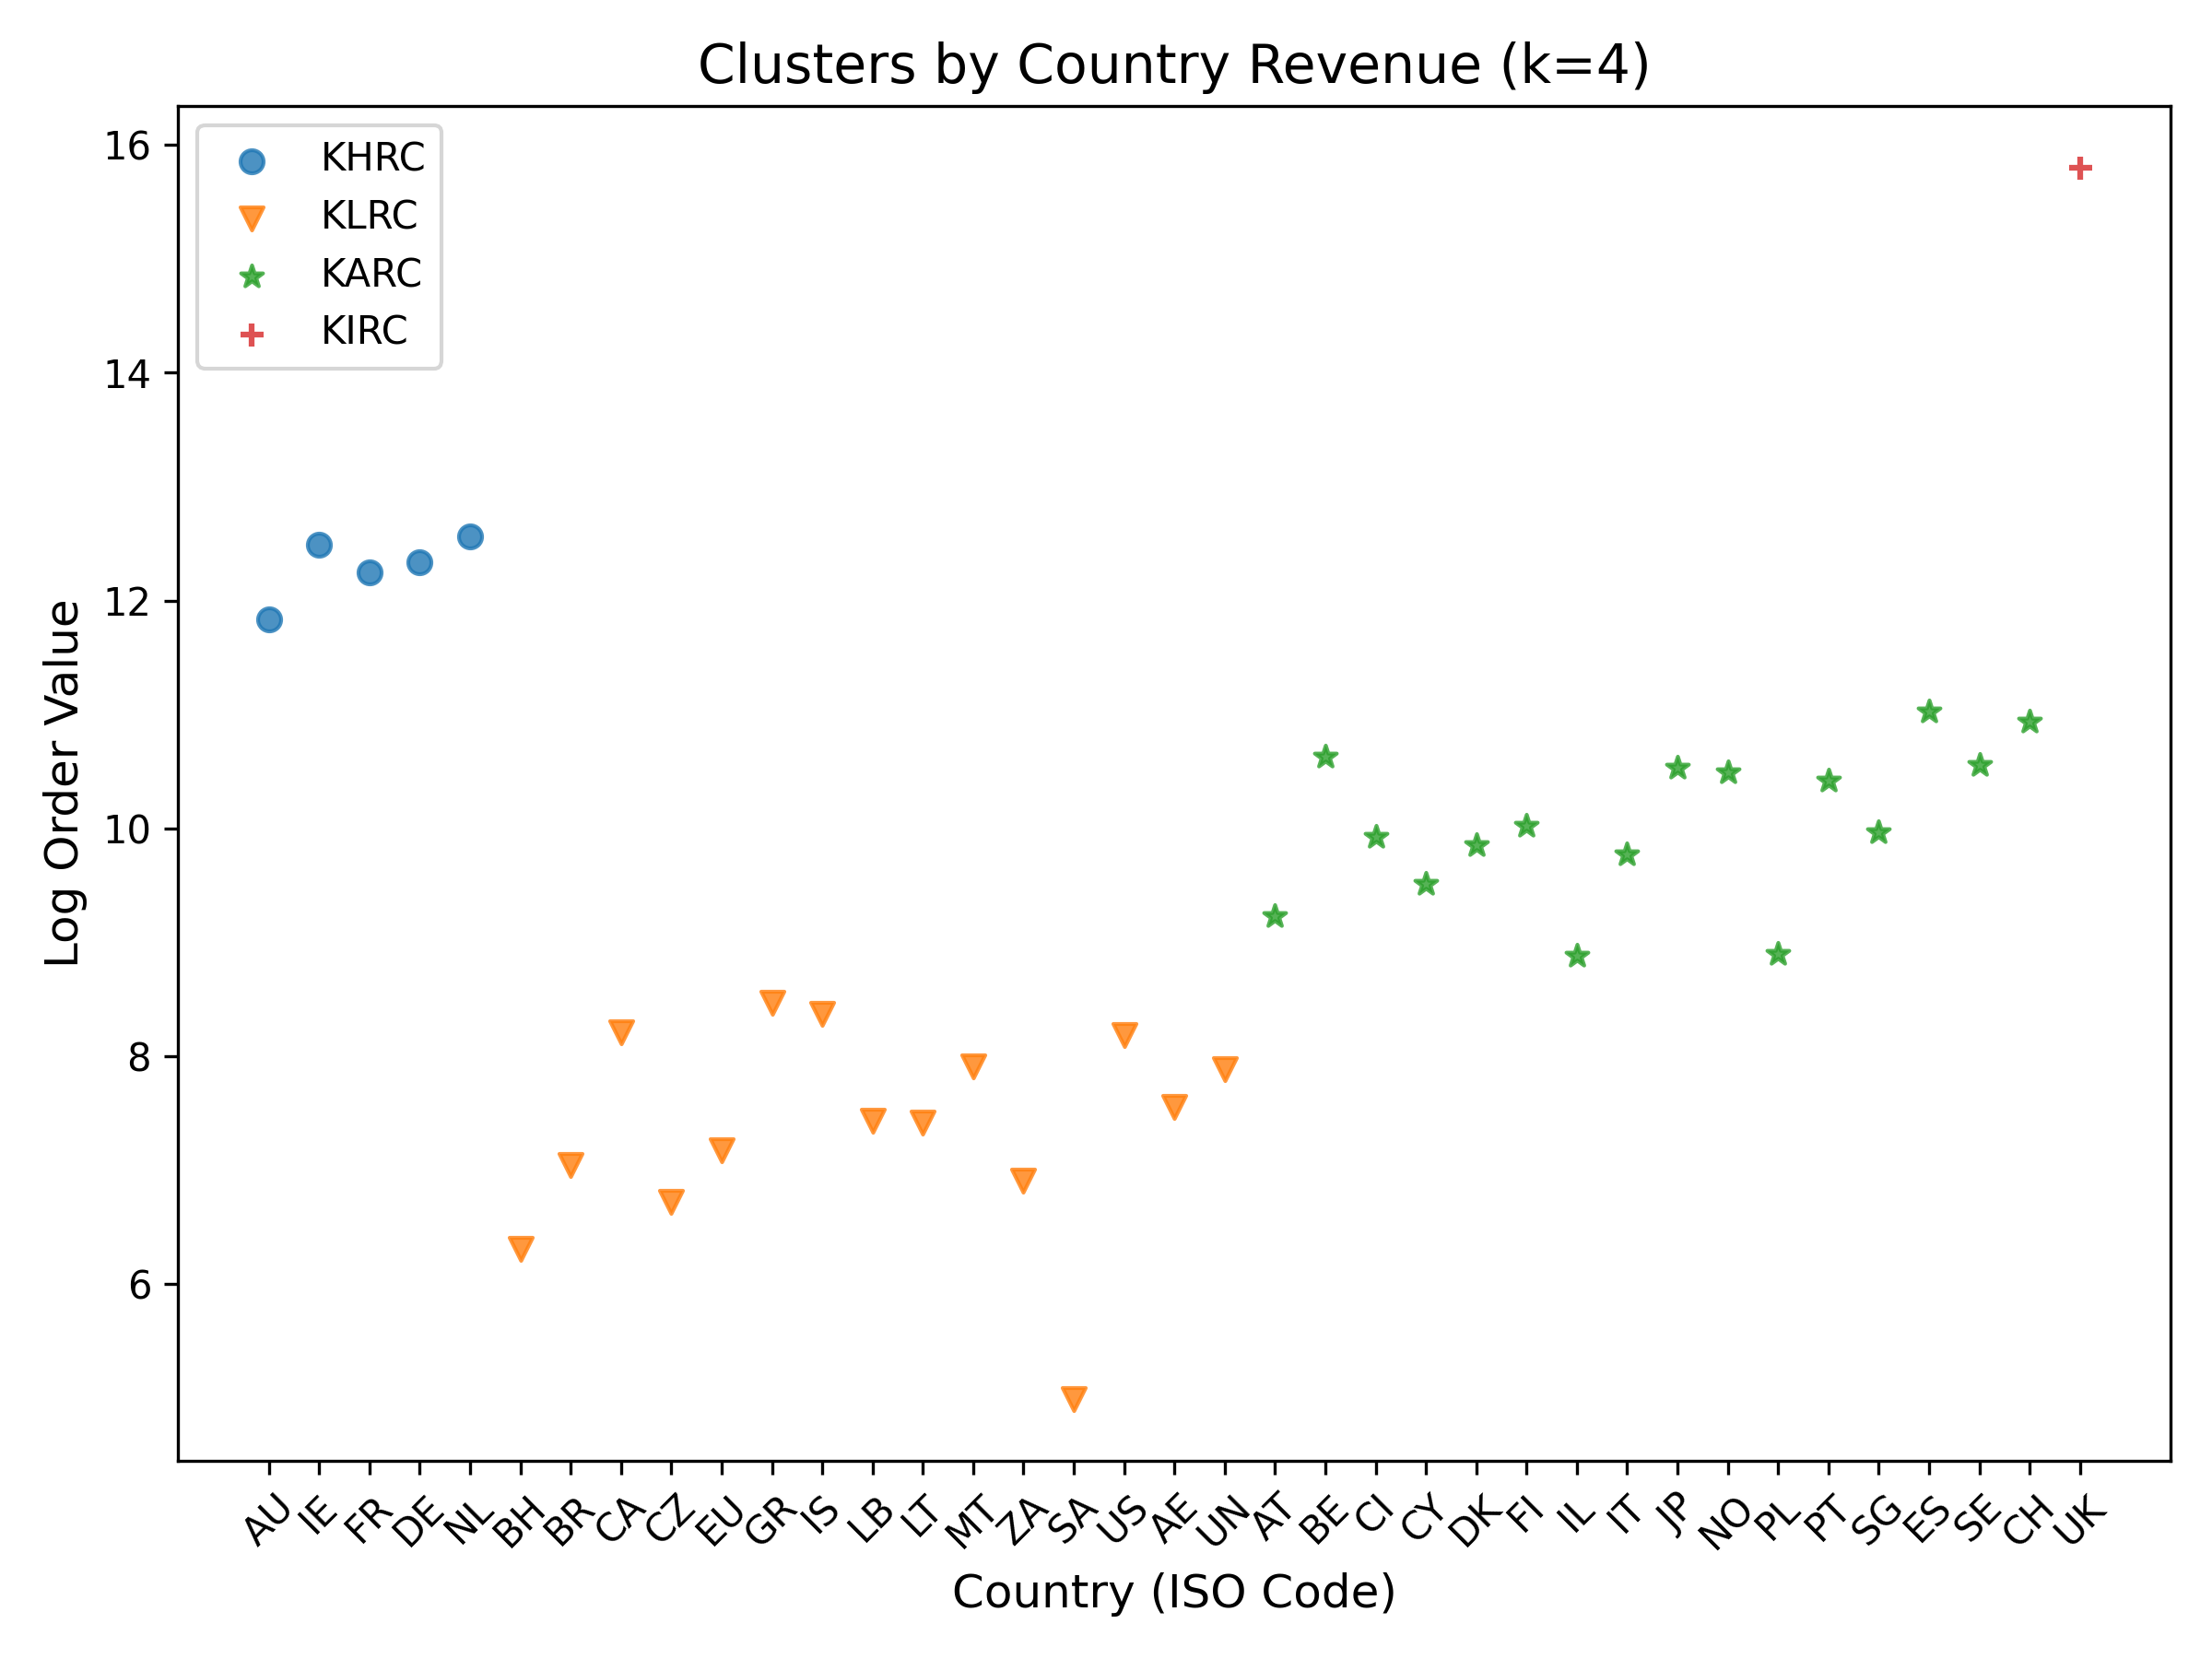 Clusters by Country Revenue (k=4)
KHRC
KLRC
KARC
KIRC
16
14
12
10
8
6
Log Order Value
AU IE FR DE NL BH BR CA CZ EU GR IS LB LT MT ZA SA US AE UN AT BE CI CY DK FI IL IT JP NO PL PT SG ES SE CH UK
Country (ISO Code)